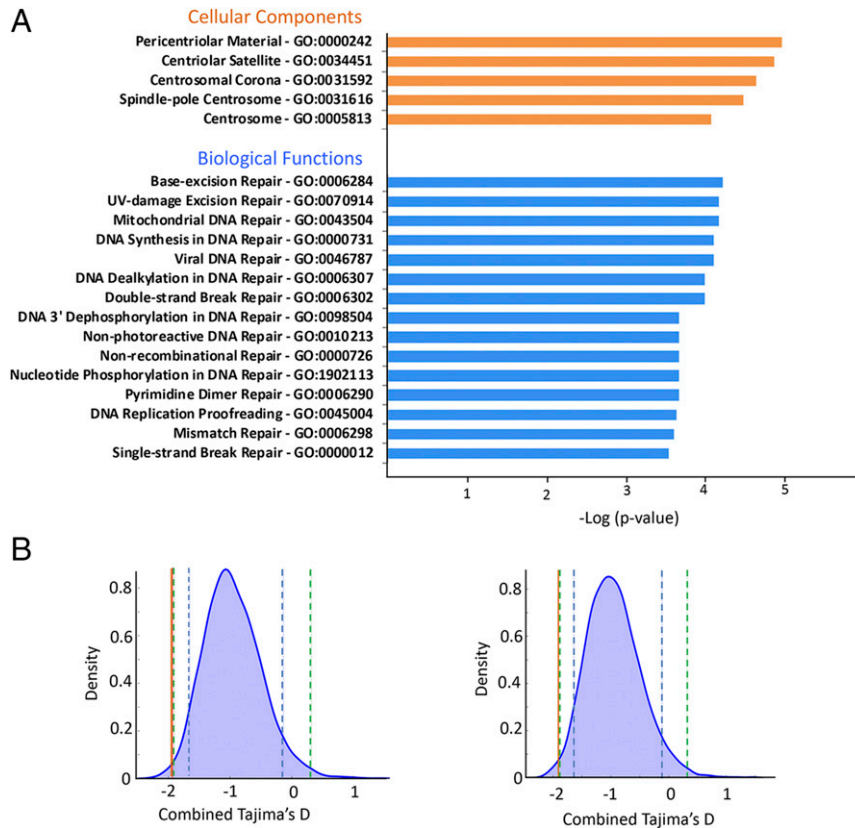 A
Cellular Components
Pericentriolar Material - GO:0000242
Centriolar Satellite - GO:0034451
Centrosomal Corona - GO:0031592
Spindle-pole Centrosome - GO:0031616
Centrosome - GO:0005813
Biological Functions
Base-excision Repair - GO:0006284
UV-damage Excision Repair - GO:0070914
Mitochondrial DNA Repair - GO:0043504
DNA Synthesis in DNA Repair - GO:0000731
Viral DNA Repair - GO:0046787
DNA Dealkylation in DNA Repair - GO:0006307
Double-strand Break Repair - GO:0006302
DNA 3' Dephosphorylation in DNA Repair - GO:0098504
Non-photoreactive DNA Repair - GO:0010213
Non-recombinational Repair - GO:0000726
Nucleotide Phosphorylation in DNA Repair - GO:1902113
Pyrimidine Dimer Repair - GO:0006290
DNA Replication Proofreading - GO:0045004
Mismatch Repair - GO:0006298
Single-strand Break Repair - GO:0000012
1 2 3 4 5
-Log (p-value)
B
0.8
0.6
0.4
0.2
0
Density
-2 -1 0 1
Combined Tajima's D
0.8
0.6
0.4
0.2
0
Density
-2 -1 0 1
Combined Tajima's D